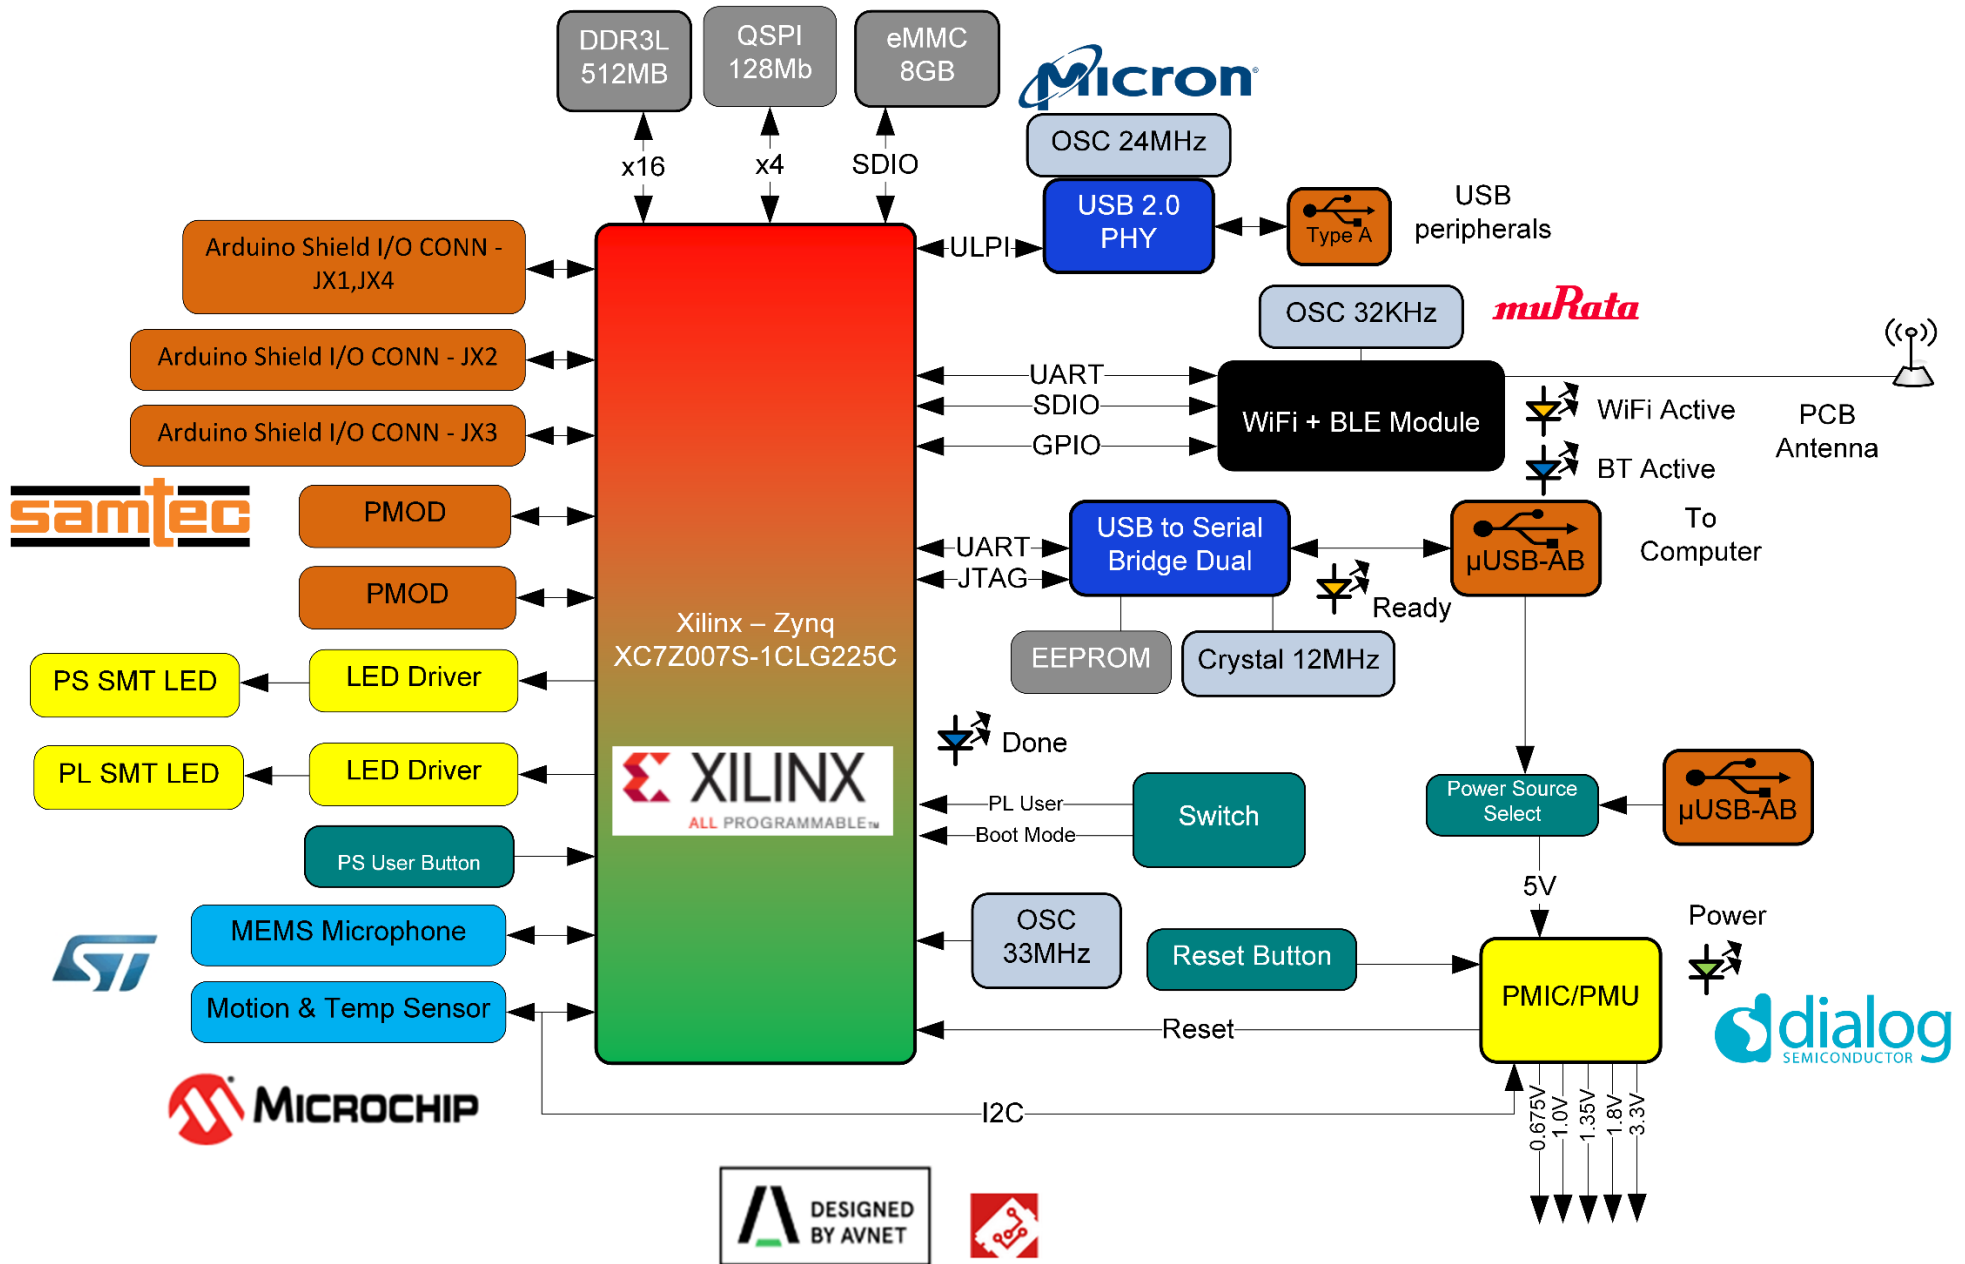 DDR3L
512MB
QSPI
128Mb
eMMC
8GB
Micron
x16
x4
SDIO
OSC 24MHz
USB 2.0
PHY
Type A
USB
peripherals
ULPI
Arduino Shield I/O CONN -
JX1,JX4
Arduino Shield I/O CONN - JX2
Arduino Shield I/O CONN - JX3
OSC 32KHz
muRata
UART
SDIO
GPIO
WiFi + BLE Module
WiFi Active
BT Active
PCB
Antenna
samtec
PMOD
PMOD
UART
JTAG
USB to Serial
Bridge Dual
Ready
µUSB-AB
To
Computer
EEPROM
Crystal 12MHz
Xilinx – Zynq
XC7Z007S-1CLG225C
PS SMT LED
LED Driver
PL SMT LED
LED Driver
XILINX
ALL PROGRAMMABLE™
Done
PL User
Boot Mode
Switch
Power Source
Select
µUSB-AB
5V
PS User Button
MEMS Microphone
ST
Motion & Temp Sensor
OSC
33MHz
Reset Button
Reset
PMIC/PMU
Power
dialog
SEMICONDUCTOR
MICROCHIP
I2C
0.675V
1.0V
1.35V
1.8V
3.3V
DESIGNED
BY AVNET